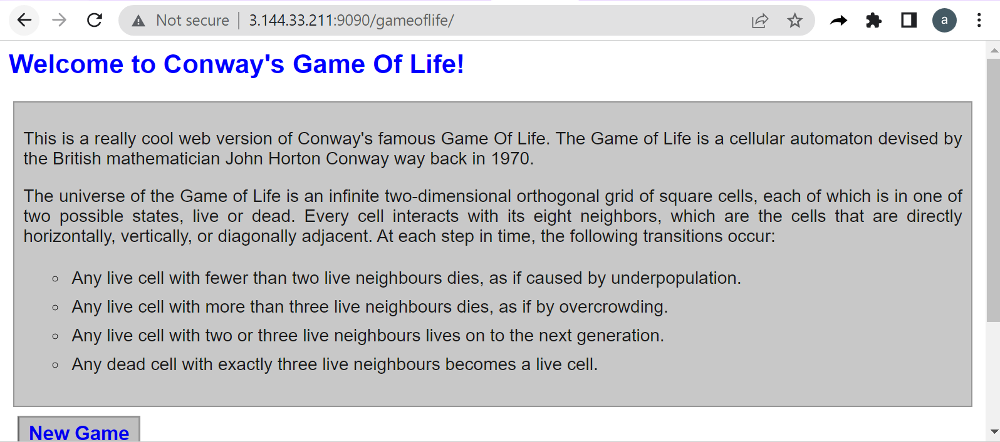 Not secure
3.144.33.211:9090/gameoflife/
a
Welcome to Conway's Game Of Life!
This is a really cool web version of Conway's famous Game Of Life. The Game of Life is a cellular automaton devised by
the British mathematician John Horton Conway way back in 1970.
The universe of the Game of Life is an infinite two-dimensional orthogonal grid of square cells, each of which is in one of
two possible states, live or dead. Every cell interacts with its eight neighbors, which are the cells that are directly
horizontally, vertically, or diagonally adjacent. At each step in time, the following transitions occur:
Any live cell with fewer than two live neighbours dies, as if caused by underpopulation.
Any live cell with more than three live neighbours dies, as if by overcrowding.
Any live cell with two or three live neighbours lives on to the next generation.
Any dead cell with exactly three live neighbours becomes a live cell.
New Game